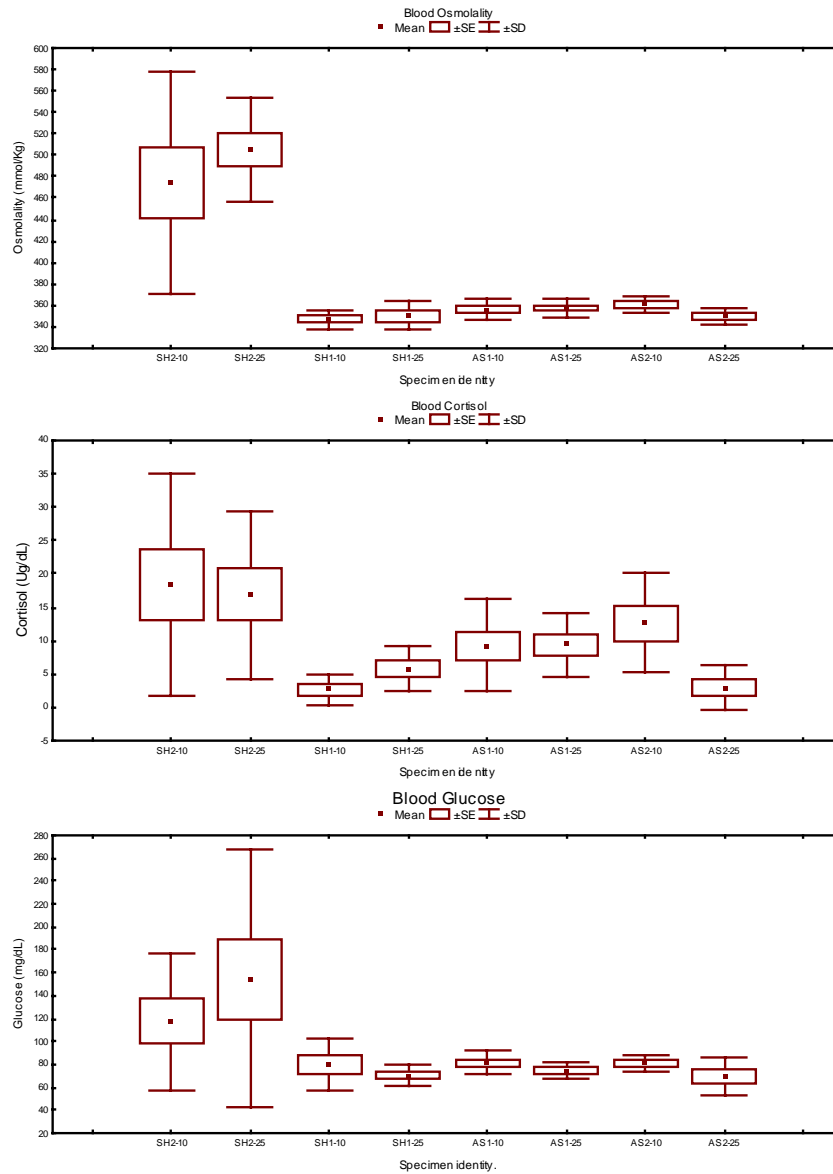 Blood Osmolality
Mean ±SE ±SD
600
580
560
540
520
500
480
460
440
420
400
380
360
340
320
Osmolality (mmol/Kg)
SH2-10 SH2-25 SH1-10 SH1-25 AS1-10 AS1-25 AS2-10 AS2-25
Specimen identity
Blood Cortisol
Mean ±SE ±SD
40
35
30
25
20
15
10
5
0
-5
Cortisol (Ug/dL)
SH2-10 SH2-25 SH1-10 SH1-25 AS1-10 AS1-25 AS2-10 AS2-25
Specimen identity
Blood Glucose
Mean ±SE ±SD
280
260
240
220
200
180
160
140
120
100
80
60
40
20
Glucose (mg/dL)
SH2-10 SH2-25 SH1-10 SH1-25 AS1-10 AS1-25 AS2-10 AS2-25
Specimen identity.